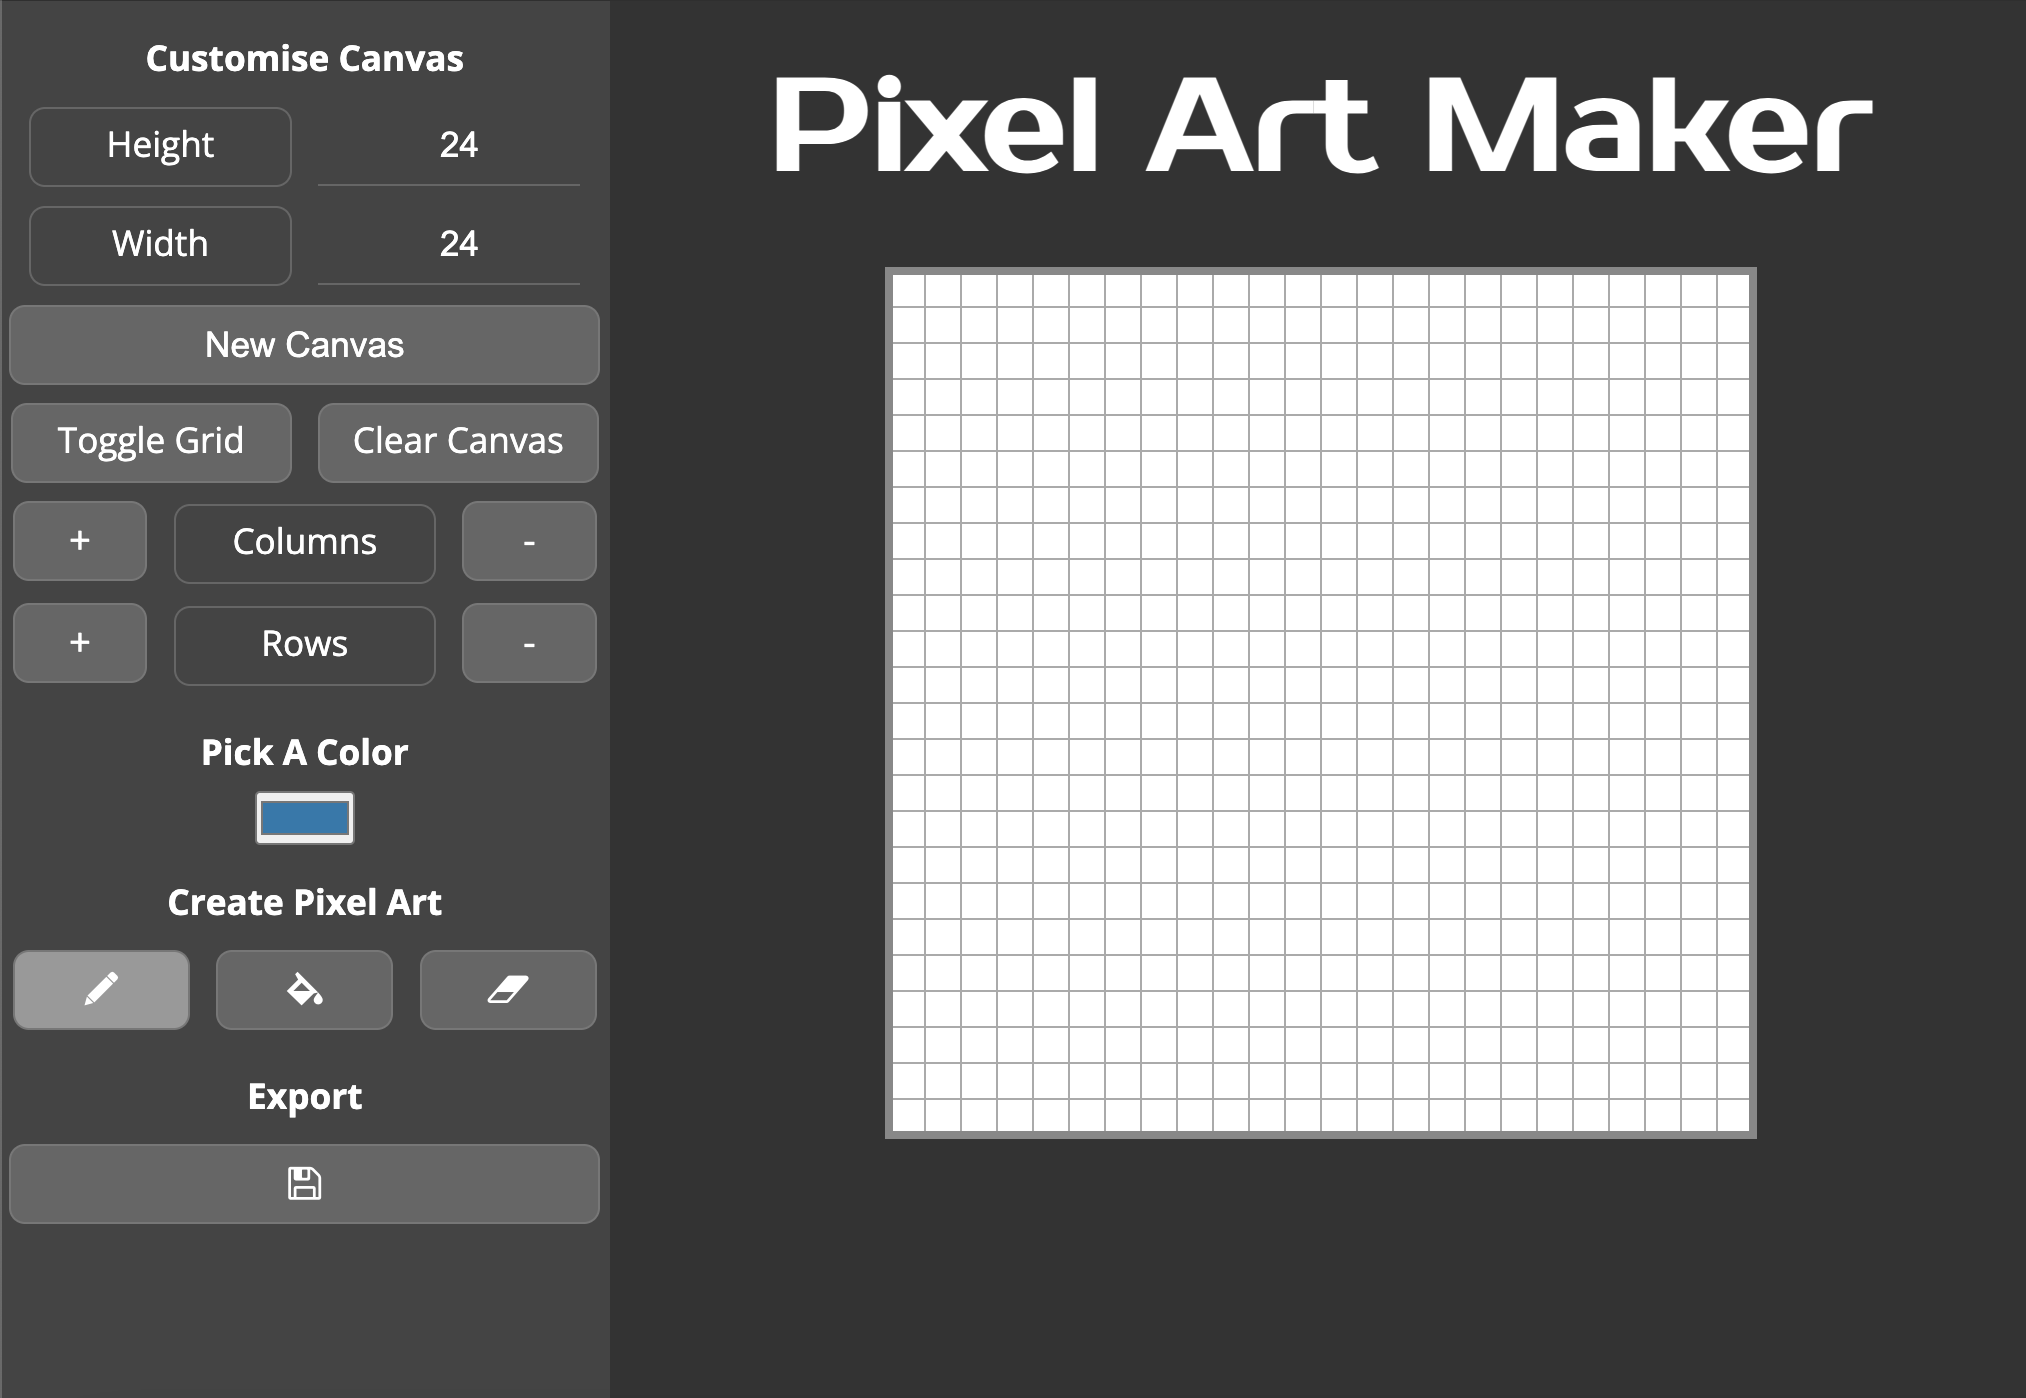 Customise Canvas
Height 24
Width 24
New Canvas
Toggle Grid Clear Canvas
+ Columns -
+ Rows -
Pick A Color
Create Pixel Art
Export
Pixel Art Maker